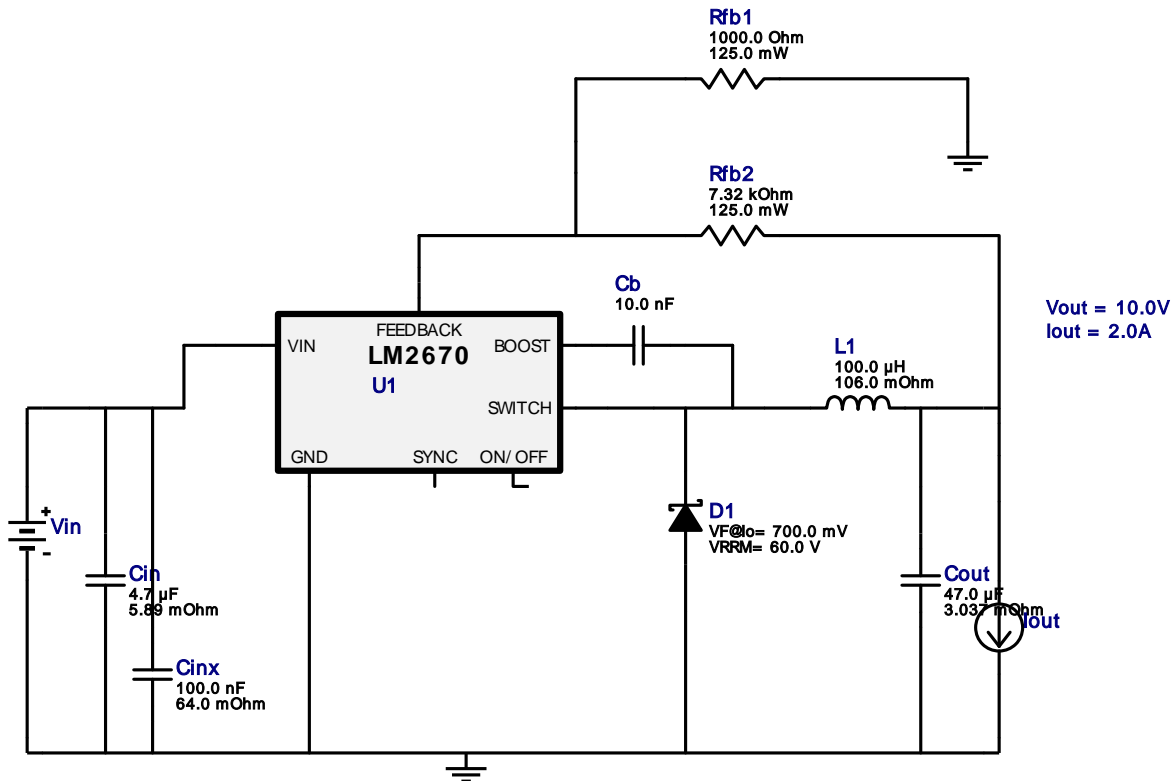 Rfb1
1000.0 Ohm
125.0 mW
Rfb2
7.32 kOhm
125.0 mW
Cb
10.0 nF
Vout = 10.0V
Iout = 2.0A
FEEDBACK
VIN
LM2670
BOOST
U1
SWITCH
GND
SYNC
ON/ OFF
L1
100.0 µH
106.0 mOhm
+
Vin
-
D1
VF@Io= 700.0 mV
VRRM= 60.0 V
Cin
4.7 µF
5.89 mOhm
Cinx
100.0 nF
64.0 mOhm
Cout
47.0 µF
3.037 mOhm
Iout